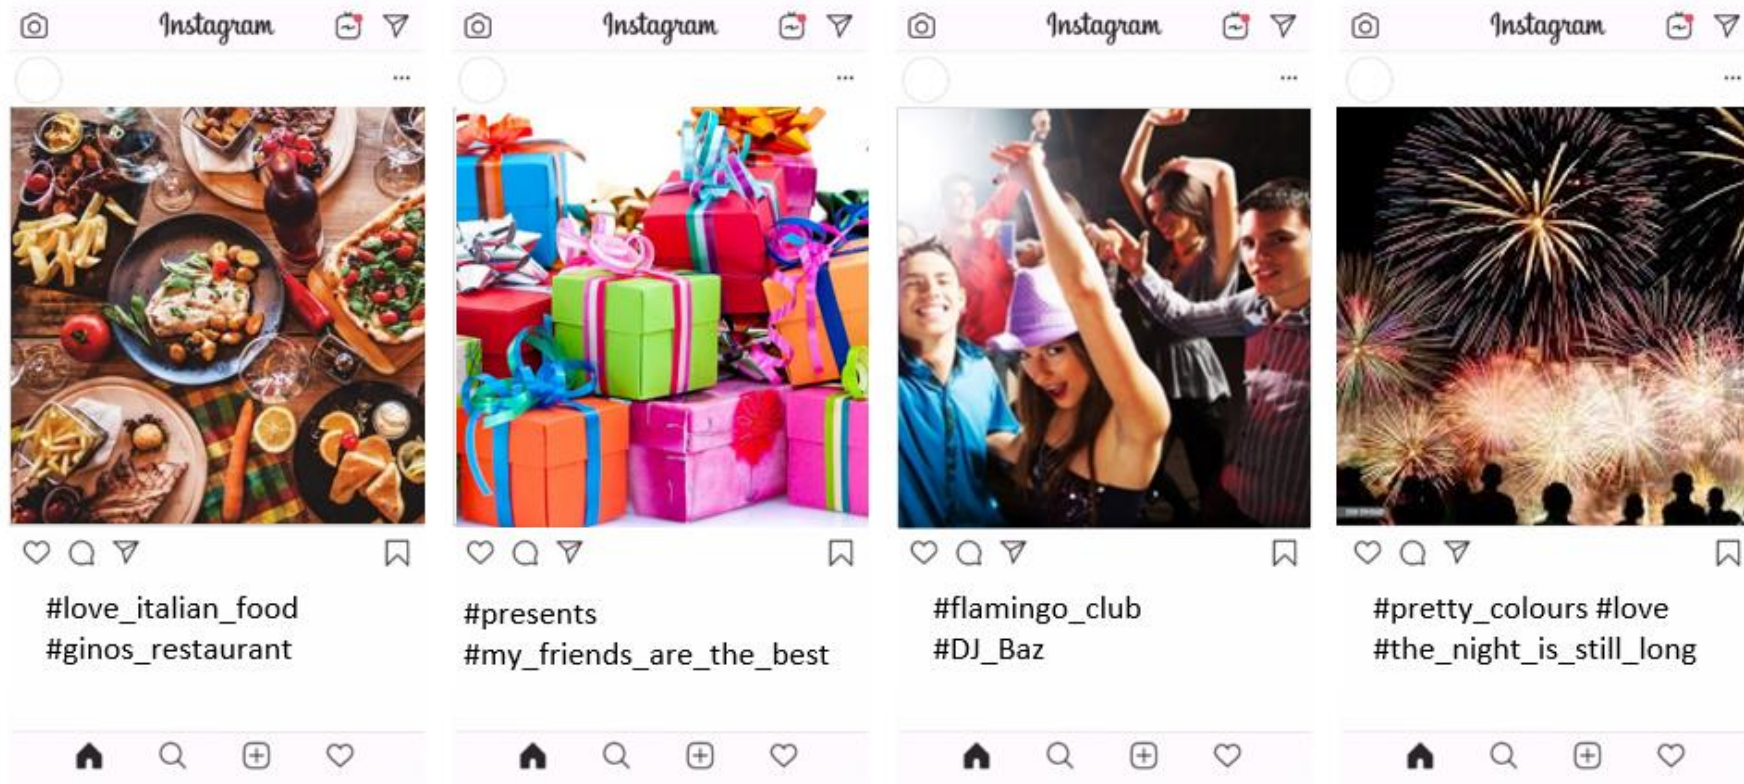 Instagram
#love_italian_food
#ginos_restaurant
Instagram
#presents
#my_friends_are_the_best
Instagram
#flamingo_club
#DJ_Baz
Instagram
#pretty_colours #love
#the_night_is_still_long